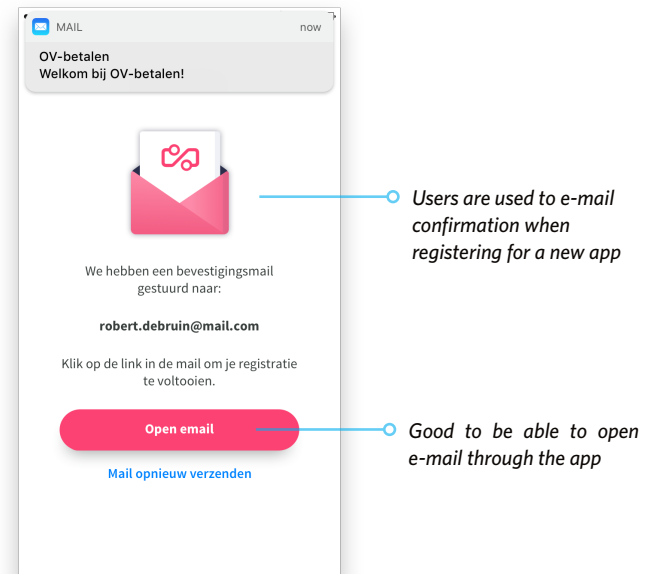 MAIL now
OV-betalen
Welkom bij OV-betalen!
We hebben een bevestigingsmail
gestuurd naar:
robert.debruin@mail.com
Klik op de link in de mail om je registratie
te voltooien.
Open email
Mail opnieuw verzenden
Users are used to e-mail
confirmation when
registering for a new app
Good to be able to open
e-mail through the app